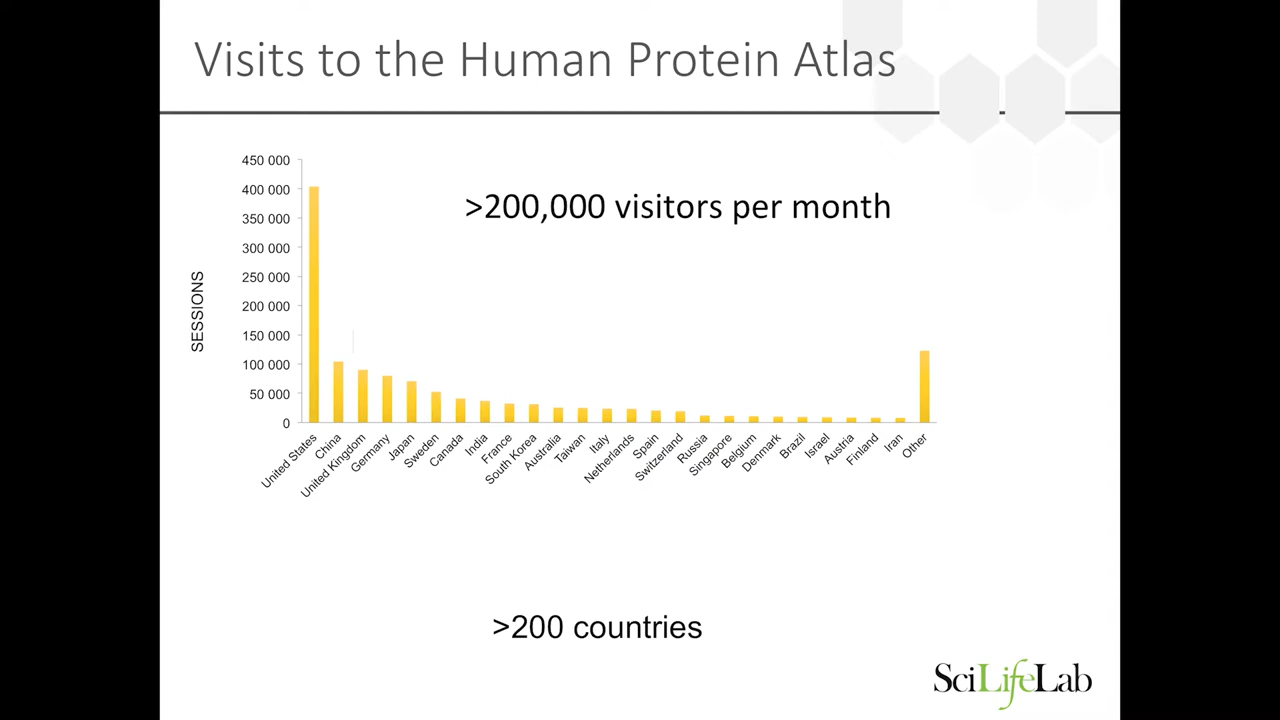 Visits to the Human Protein Atlas
450 000
400 000
350 000
300 000
250 000
200 000
150 000
100 000
50 000
0
SESSIONS
>200,000 visitors per month
United States
China
United Kingdom
Germany
Japan
Sweden
Canada
India
France
South Korea
Australia
Taiwan
Italy
Netherlands
Spain
Switzerland
Russia
Singapore
Belgium
Denmark
Brazil
Israel
Austria
Finland
Iran
Other
>200 countries
SciLifeLab